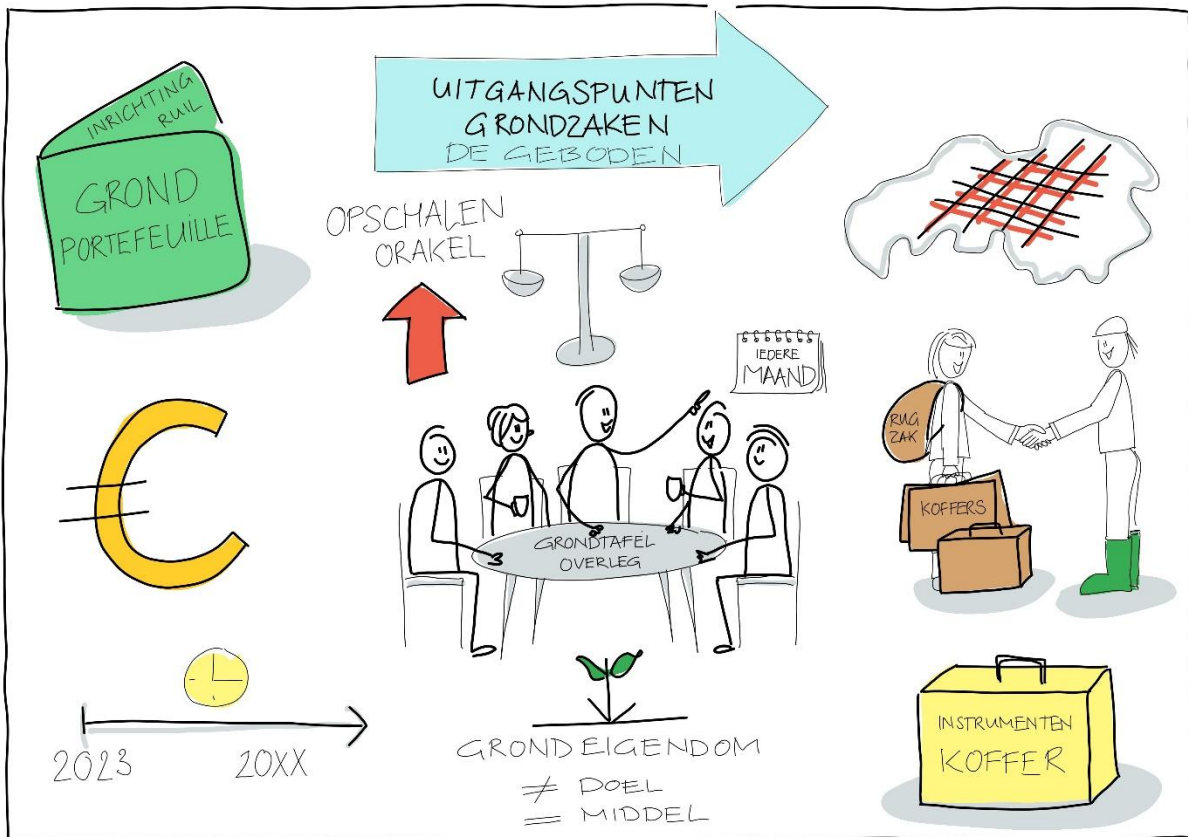 INRICHTING
RUIL
GROND
PORTEFEUILLE
UITGANGSPUNTEN
GRONDZAKEN
DE GEBODEN
OPSCHALEN
ORAKEL
IEDERE
MAAND
RUG
ZAK
KOFFERS
GRONDTAFEL
OVERLEG
2023
20XX
GRONDEIGENDOM
≠ DOEL
= MIDDEL
INSTRUMENTEN
KOFFER